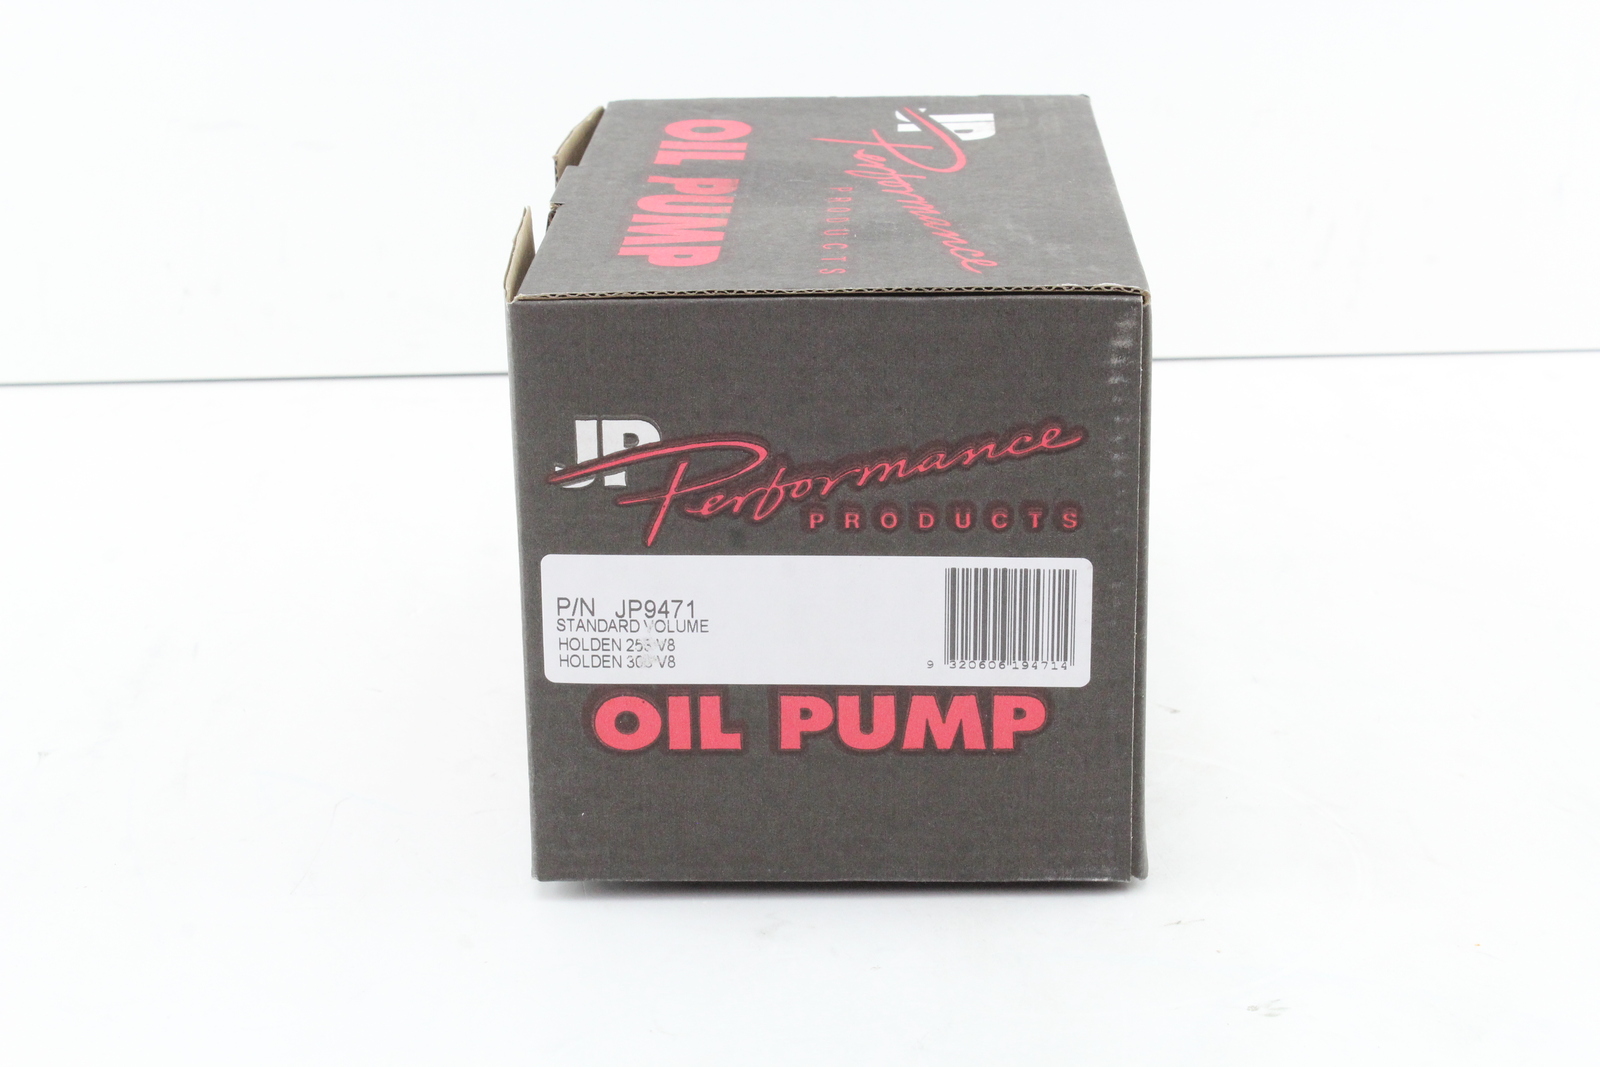 OIL PUMP
JP Performance
PRODUCTS
JP Performance
PRODUCTS
P/N JP9471
STANDARD VOLUME
HOLDEN V8
HOLDEN V8
9 320606 194714
OIL PUMP